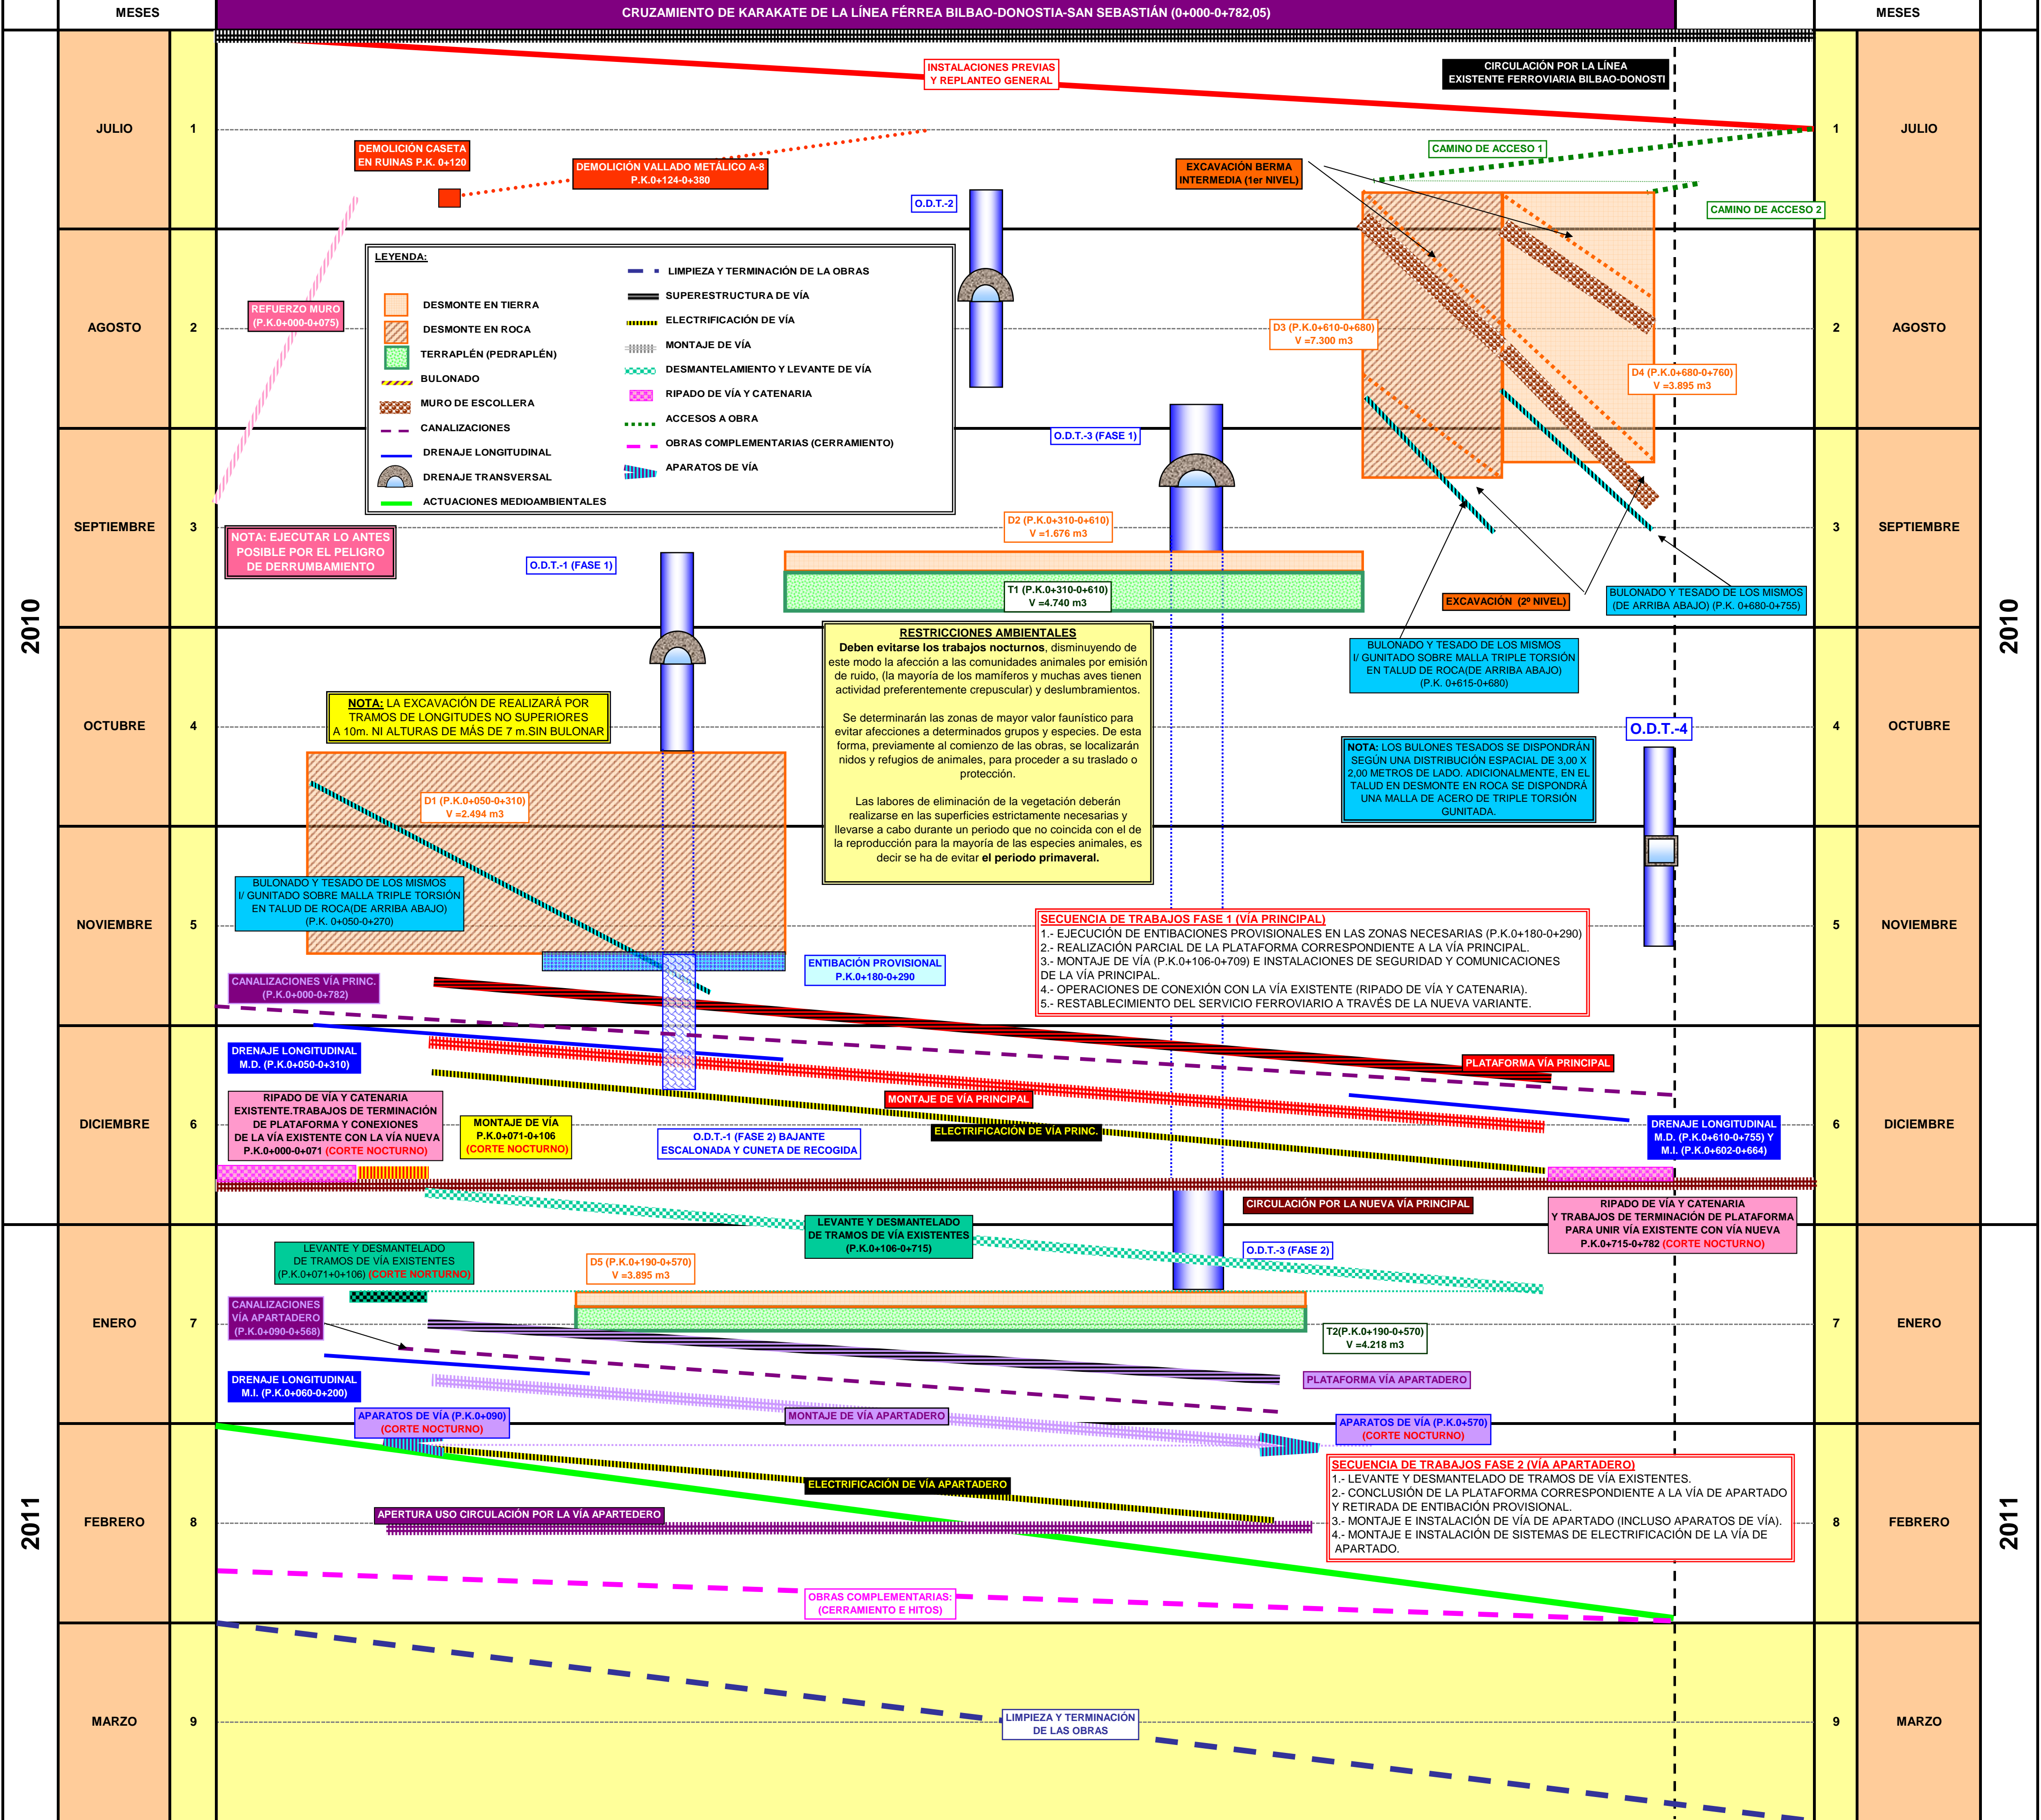 MESES
CRUZAMIENTO DE KARAKATE DE LA LÍNEA FÉRREA BILBAO-DONOSTIA-SAN SEBASTIÁN (0+000-0+782,05)
MESES
2010
2010
JULIO
1
1
JULIO
INSTALACIONES PREVIAS
Y REPLANTEO GENERAL
CIRCULACIÓN POR LA LÍNEA
EXISTENTE FERROVIARIA BILBAO-DONOSTI
DEMOLICIÓN CASETA
EN RUINAS P.K. 0+120
DEMOLICIÓN VALLADO METÁLICO A-8
P.K.0+124-0+380
EXCAVACIÓN BERMA
INTERMEDIA (1er NIVEL)
CAMINO DE ACCESO 1
CAMINO DE ACCESO 2
O.D.T.-2
LEYENDA:
DESMONTE EN TIERRA
DESMONTE EN ROCA
TERRAPLÉN (PEDRAPLÉN)
BULONADO
MURO DE ESCOLLERA
CANALIZACIONES
DRENAJE LONGITUDINAL
DRENAJE TRANSVERSAL
ACTUACIONES MEDIOAMBIENTALES
LIMPIEZA Y TERMINACIÓN DE LA OBRAS
SUPERESTRUCTURA DE VÍA
ELECTRIFICACIÓN DE VÍA
MONTAJE DE VÍA
DESMANTELAMIENTO Y LEVANTE DE VÍA
RIPADO DE VÍA Y CATENARIA
ACCESOS A OBRA
OBRAS COMPLEMENTARIAS (CERRAMIENTO)
APARATOS DE VÍA
AGOSTO
2
2
AGOSTO
REFUERZO MURO
(P.K.0+000-0+075)
D3 (P.K.0+610-0+680)
V =7.300 m3
D4 (P.K.0+680-0+760)
V =3.895 m3
O.D.T.-3 (FASE 1)
SEPTIEMBRE
3
3
SEPTIEMBRE
NOTA: EJECUTAR LO ANTES
POSIBLE POR EL PELIGRO
DE DERRUMBAMIENTO
D2 (P.K.0+310-0+610)
V =1.676 m3
O.D.T.-1 (FASE 1)
T1 (P.K.0+310-0+610)
V =4.740 m3
EXCAVACIÓN (2º NIVEL)
BULONADO Y TESADO DE LOS MISMOS
(DE ARRIBA ABAJO) (P.K. 0+680-0+755)
BULONADO Y TESADO DE LOS MISMOS
I/ GUNITADO SOBRE MALLA TRIPLE TORSIÓN
EN TALUD DE ROCA(DE ARRIBA ABAJO)
(P.K. 0+615-0+680)
RESTRICCIONES AMBIENTALES
Deben evitarse los trabajos nocturnos, disminuyendo de
este modo la afección a las comunidades animales por emisión
de ruido, (la mayoría de los mamíferos y muchas aves tienen
actividad preferentemente crepuscular) y deslumbramientos.
Se determinarán las zonas de mayor valor faunístico para
evitar afecciones a determinados grupos y especies. De esta
forma, previamente al comienzo de las obras, se localizarán
nidos y refugios de animales, para proceder a su traslado o
protección.
Las labores de eliminación de la vegetación deberán
realizarse en las superficies estrictamente necesarias y
llevarse a cabo durante un periodo que no coincida con el de
la reproducción para la mayoría de las especies animales, es
decir se ha de evitar el periodo primaveral.
OCTUBRE
4
4
OCTUBRE
NOTA: LA EXCAVACIÓN DE REALIZARÁ POR
TRAMOS DE LONGITUDES NO SUPERIORES
A 10m. NI ALTURAS DE MÁS DE 7 m.SIN BULONAR
O.D.T.-4
NOTA: LOS BULONES TESADOS SE DISPONDRÁN
SEGÚN UNA DISTRIBUCIÓN ESPACIAL DE 3,00 X
2,00 METROS DE LADO. ADICIONALMENTE, EN EL
TALUD EN DESMONTE EN ROCA SE DISPONDRÁ
UNA MALLA DE ACERO DE TRIPLE TORSIÓN
GUNITADA.
D1 (P.K.0+050-0+310)
V =2.494 m3
NOVIEMBRE
5
5
NOVIEMBRE
BULONADO Y TESADO DE LOS MISMOS
I/ GUNITADO SOBRE MALLA TRIPLE TORSIÓN
EN TALUD DE ROCA(DE ARRIBA ABAJO)
(P.K. 0+050-0+270)
SECUENCIA DE TRABAJOS FASE 1 (VÍA PRINCIPAL)
1.- EJECUCIÓN DE ENTIBACIONES PROVISIONALES EN LAS ZONAS NECESARIAS (P.K.0+180-0+290)
2.- REALIZACIÓN PARCIAL DE LA PLATAFORMA CORRESPONDIENTE A LA VÍA PRINCIPAL.
3.- MONTAJE DE VÍA (P.K.0+106-0+709) E INSTALACIONES DE SEGURIDAD Y COMUNICACIONES
DE LA VÍA PRINCIPAL.
4.- OPERACIONES DE CONEXIÓN CON LA VÍA EXISTENTE (RIPADO DE VÍA Y CATENARIA).
5.- RESTABLECIMIENTO DEL SERVICIO FERROVIARIO A TRAVÉS DE LA NUEVA VARIANTE.
ENTIBACIÓN PROVISIONAL
P.K.0+180-0+290
CANALIZACIONES VÍA PRINC.
(P.K.0+000-0+782)
DICIEMBRE
6
6
DICIEMBRE
DRENAJE LONGITUDINAL
M.D. (P.K.0+050-0+310)
PLATAFORMA VÍA PRINCIPAL
RIPADO DE VÍA Y CATENARIA
EXISTENTE.TRABAJOS DE TERMINACIÓN
DE PLATAFORMA Y CONEXIONES
DE LA VÍA EXISTENTE CON LA VÍA NUEVA
P.K.0+000-0+071 (CORTE NOCTURNO)
MONTAJE DE VÍA
P.K.0+071-0+106
(CORTE NOCTURNO)
MONTAJE DE VÍA PRINCIPAL
ELECTRIFICACIÓN DE VÍA PRINC.
O.D.T.-1 (FASE 2) BAJANTE
ESCALONADA Y CUNETA DE RECOGIDA
DRENAJE LONGITUDINAL
M.D. (P.K.0+610-0+755) Y
M.I. (P.K.0+602-0+664)
CIRCULACIÓN POR LA NUEVA VÍA PRINCIPAL
RIPADO DE VÍA Y CATENARIA
Y TRABAJOS DE TERMINACIÓN DE PLATAFORMA
PARA UNIR VÍA EXISTENTE CON VÍA NUEVA
P.K.0+715-0+782 (CORTE NOCTURNO)
LEVANTE Y DESMANTELADO
DE TRAMOS DE VÍA EXISTENTES
(P.K.0+106-0+715)
2011
2011
ENERO
7
7
ENERO
LEVANTE Y DESMANTELADO
DE TRAMOS DE VÍA EXISTENTES
(P.K.0+071+0+106) (CORTE NORTURNO)
D5 (P.K.0+190-0+570)
V =3.895 m3
O.D.T.-3 (FASE 2)
CANALIZACIONES
VÍA APARTADERO
(P.K.0+090-0+568)
T2(P.K.0+190-0+570)
V =4.218 m3
DRENAJE LONGITUDINAL
M.I. (P.K.0+060-0+200)
PLATAFORMA VÍA APARTADERO
APARATOS DE VÍA (P.K.0+090)
(CORTE NOCTURNO)
MONTAJE DE VÍA APARTADERO
APARATOS DE VÍA (P.K.0+570)
(CORTE NOCTURNO)
FEBRERO
8
8
FEBRERO
ELECTRIFICACIÓN DE VÍA APARTADERO
APERTURA USO CIRCULACIÓN POR LA VÍA APARTEDERO
SECUENCIA DE TRABAJOS FASE 2 (VÍA APARTADERO)
1.- LEVANTE Y DESMANTELADO DE TRAMOS DE VÍA EXISTENTES.
2.- CONCLUSIÓN DE LA PLATAFORMA CORRESPONDIENTE A LA VÍA DE APARTADO
Y RETIRADA DE ENTIBACIÓN PROVISIONAL.
3.- MONTAJE E INSTALACIÓN DE VÍA DE APARTADO (INCLUSO APARATOS DE VÍA).
4.- MONTAJE E INSTALACIÓN DE SISTEMAS DE ELECTRIFICACIÓN DE LA VÍA DE
APARTADO.
OBRAS COMPLEMENTARIAS:
(CERRAMIENTO E HITOS)
MARZO
9
9
MARZO
LIMPIEZA Y TERMINACIÓN
DE LAS OBRAS